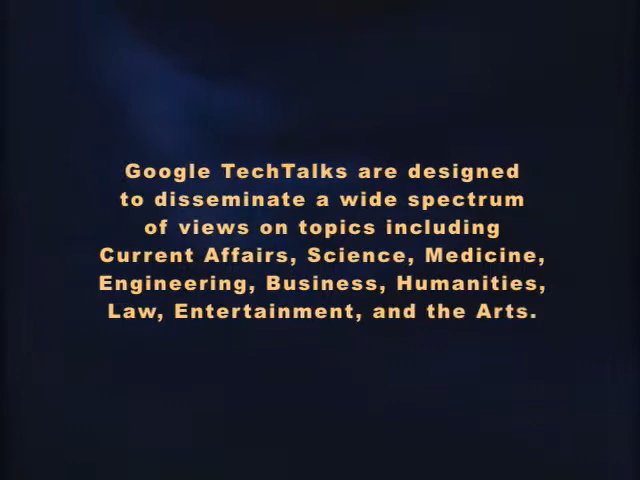 Google TechTalks are designed
to disseminate a wide spectrum
of views on topics including
Current Affairs, Science, Medicine,
Engineering, Business, Humanities,
Law, Entertainment, and the Arts.